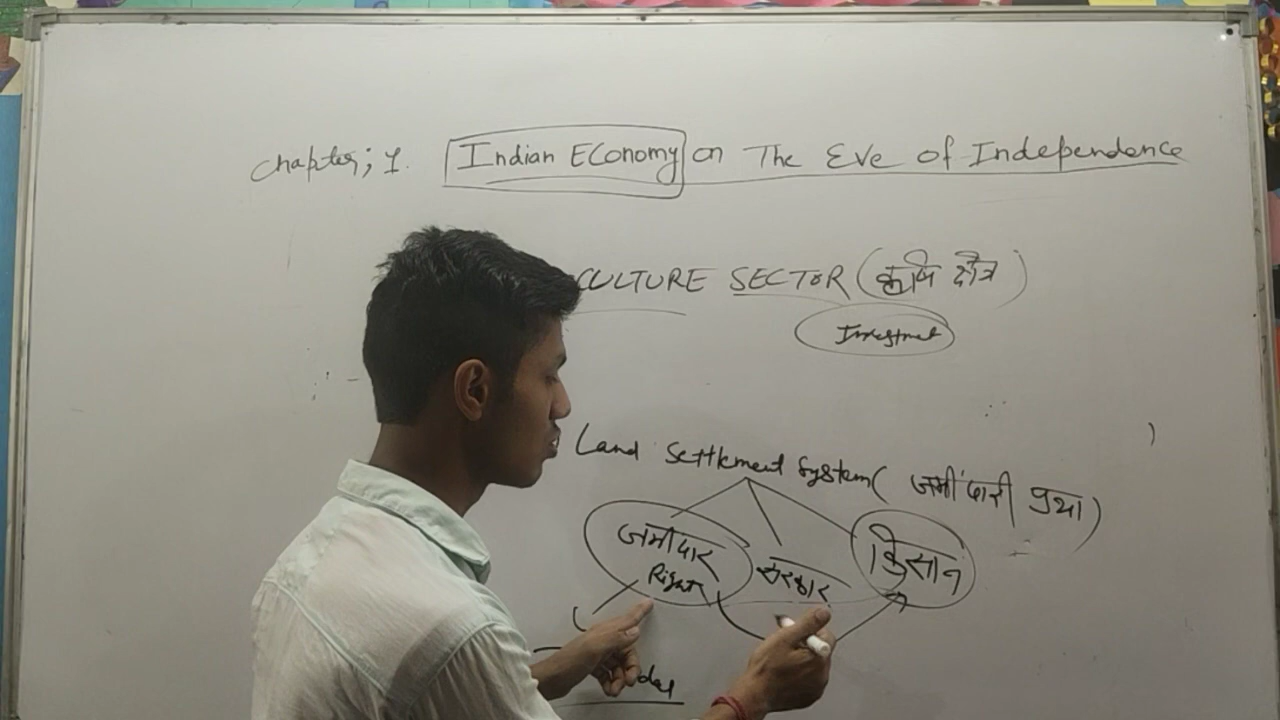 Chapter; 1. Indian Economy on The Eve of Independence
CULTURE SECTOR (कृषि क्षेत्र)
Land Settlement System (जमींदारी प्रथा)
जमींदार सरकार किसान
Right